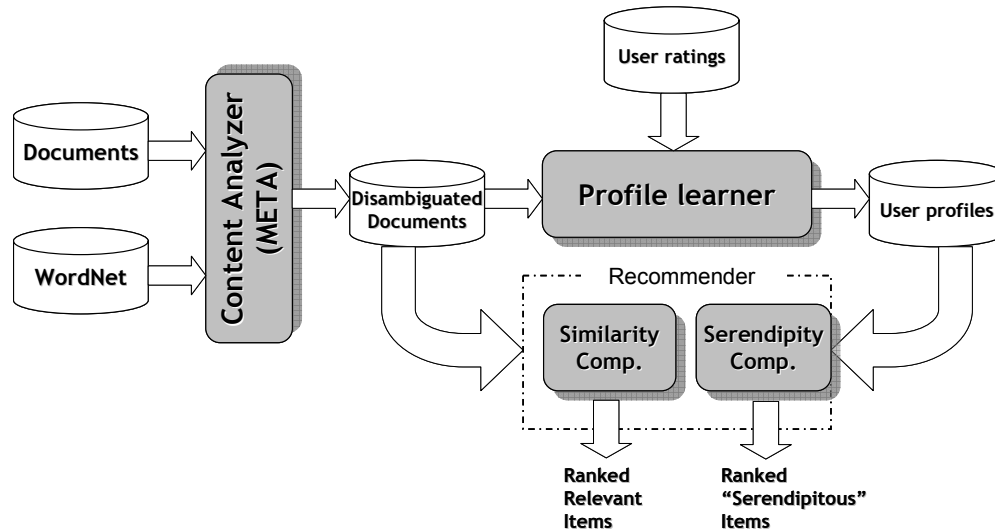 User ratings
Documents
WordNet
Content Analyzer
(META)
Disambiguated
Documents
Profile learner
User profiles
Recommender
Similarity
Comp.
Serendipity
Comp.
Ranked
Relevant
Items
Ranked
“Serendipitous”
Items